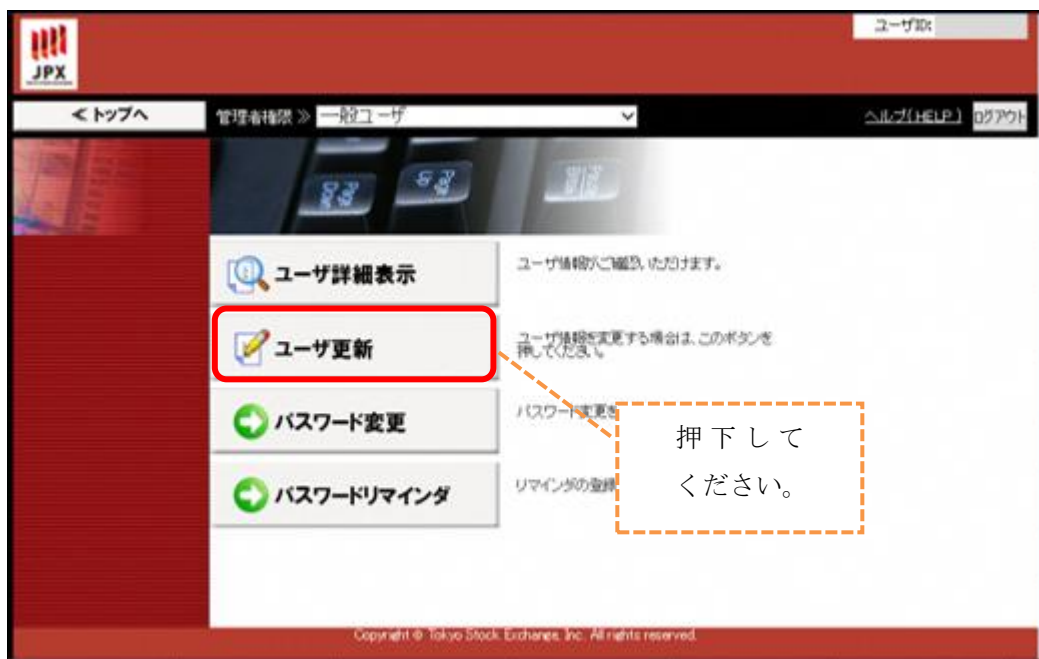 ユーザID:
JPX
≪ トップへ
管理者権限 ≫ 一般ユーザ
ヘルプ(HELP)
ログアウト
Page
Down
Page
Up
ユーザ詳細表示
ユーザ情報がご確認いただけます。
ユーザ更新
ユーザ情報を変更する場合は、このボタンを
押してください。
パスワード変更
パスワード変更を
押下して
ください。
パスワードリマインダ
リマインダの登録
Copyright © Tokyo Stock Exchange, Inc. All rights reserved.